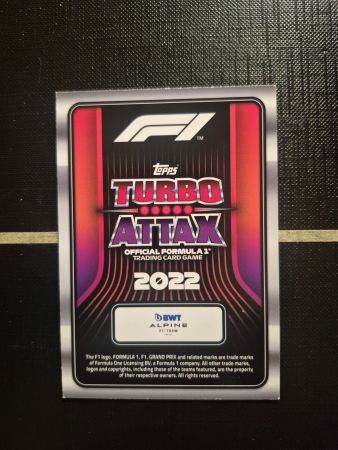 F1 TM
Topps
TURBO
ATTAX
OFFICIAL FORMULA 1®
TRADING CARD GAME
2022
BWT
ALPINE
F1® TEAM
The F1 logo, FORMULA 1, F1, GRAND PRIX and related marks are trade marks
of Formula One Licensing BV, a Formula 1 company. All other trade marks,
logos and copyrights, including those of the teams featured, are the property
of their respective owners. All rights reserved.